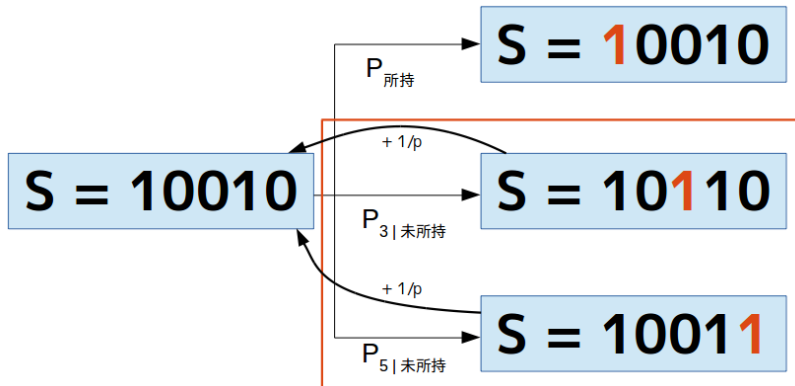 S = 10010
P所持
+ 1/p
S = 10010
S = 10110
P3 | 未所持
+ 1/p
S = 10011
P5 | 未所持